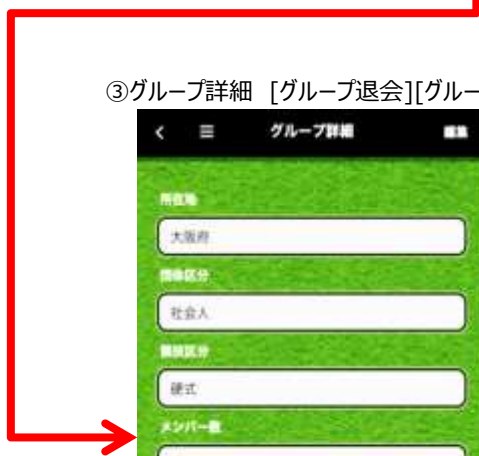 ③グループ詳細 [グループ退会][グルー
グループ詳細 編集
所在地
大阪府
団体区分
社会人
競技区分
硬式
メンバー数